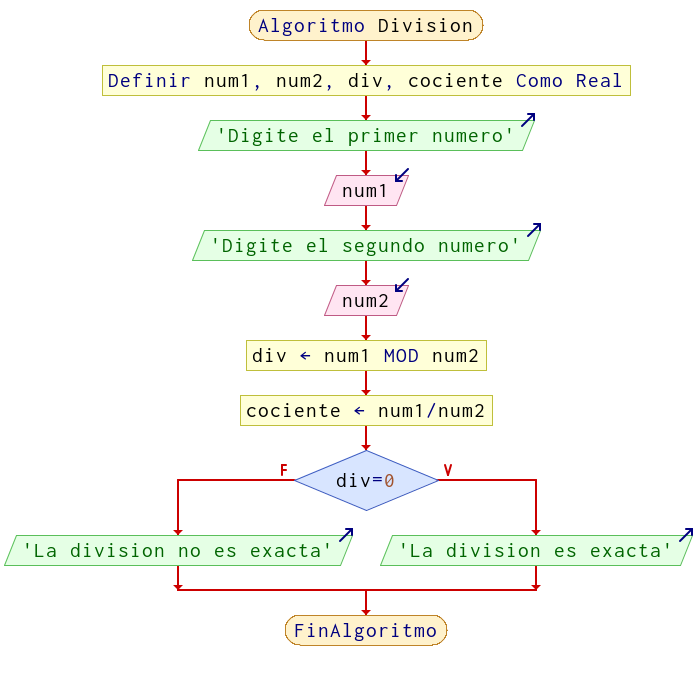 Algoritmo Division
Definir num1, num2, div, cociente Como Real
'Digite el primer numero'
num1
'Digite el segundo numero'
num2
div ← num1 MOD num2
cociente ← num1/num2
F
V
div=0
'La division no es exacta'
'La division es exacta'
FinAlgoritmo